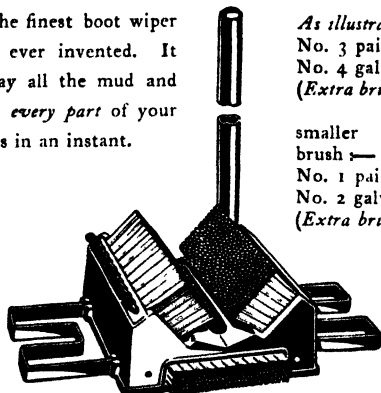 he finest boot wiper
ever invented. It
ay all the mud and
every part of your
s in an instant.
As illustra
No. 3 pai
No. 4 gal
(Extra bru
smaller
brush :—
No. 1 pai
No. 2 galv
(Extra bru